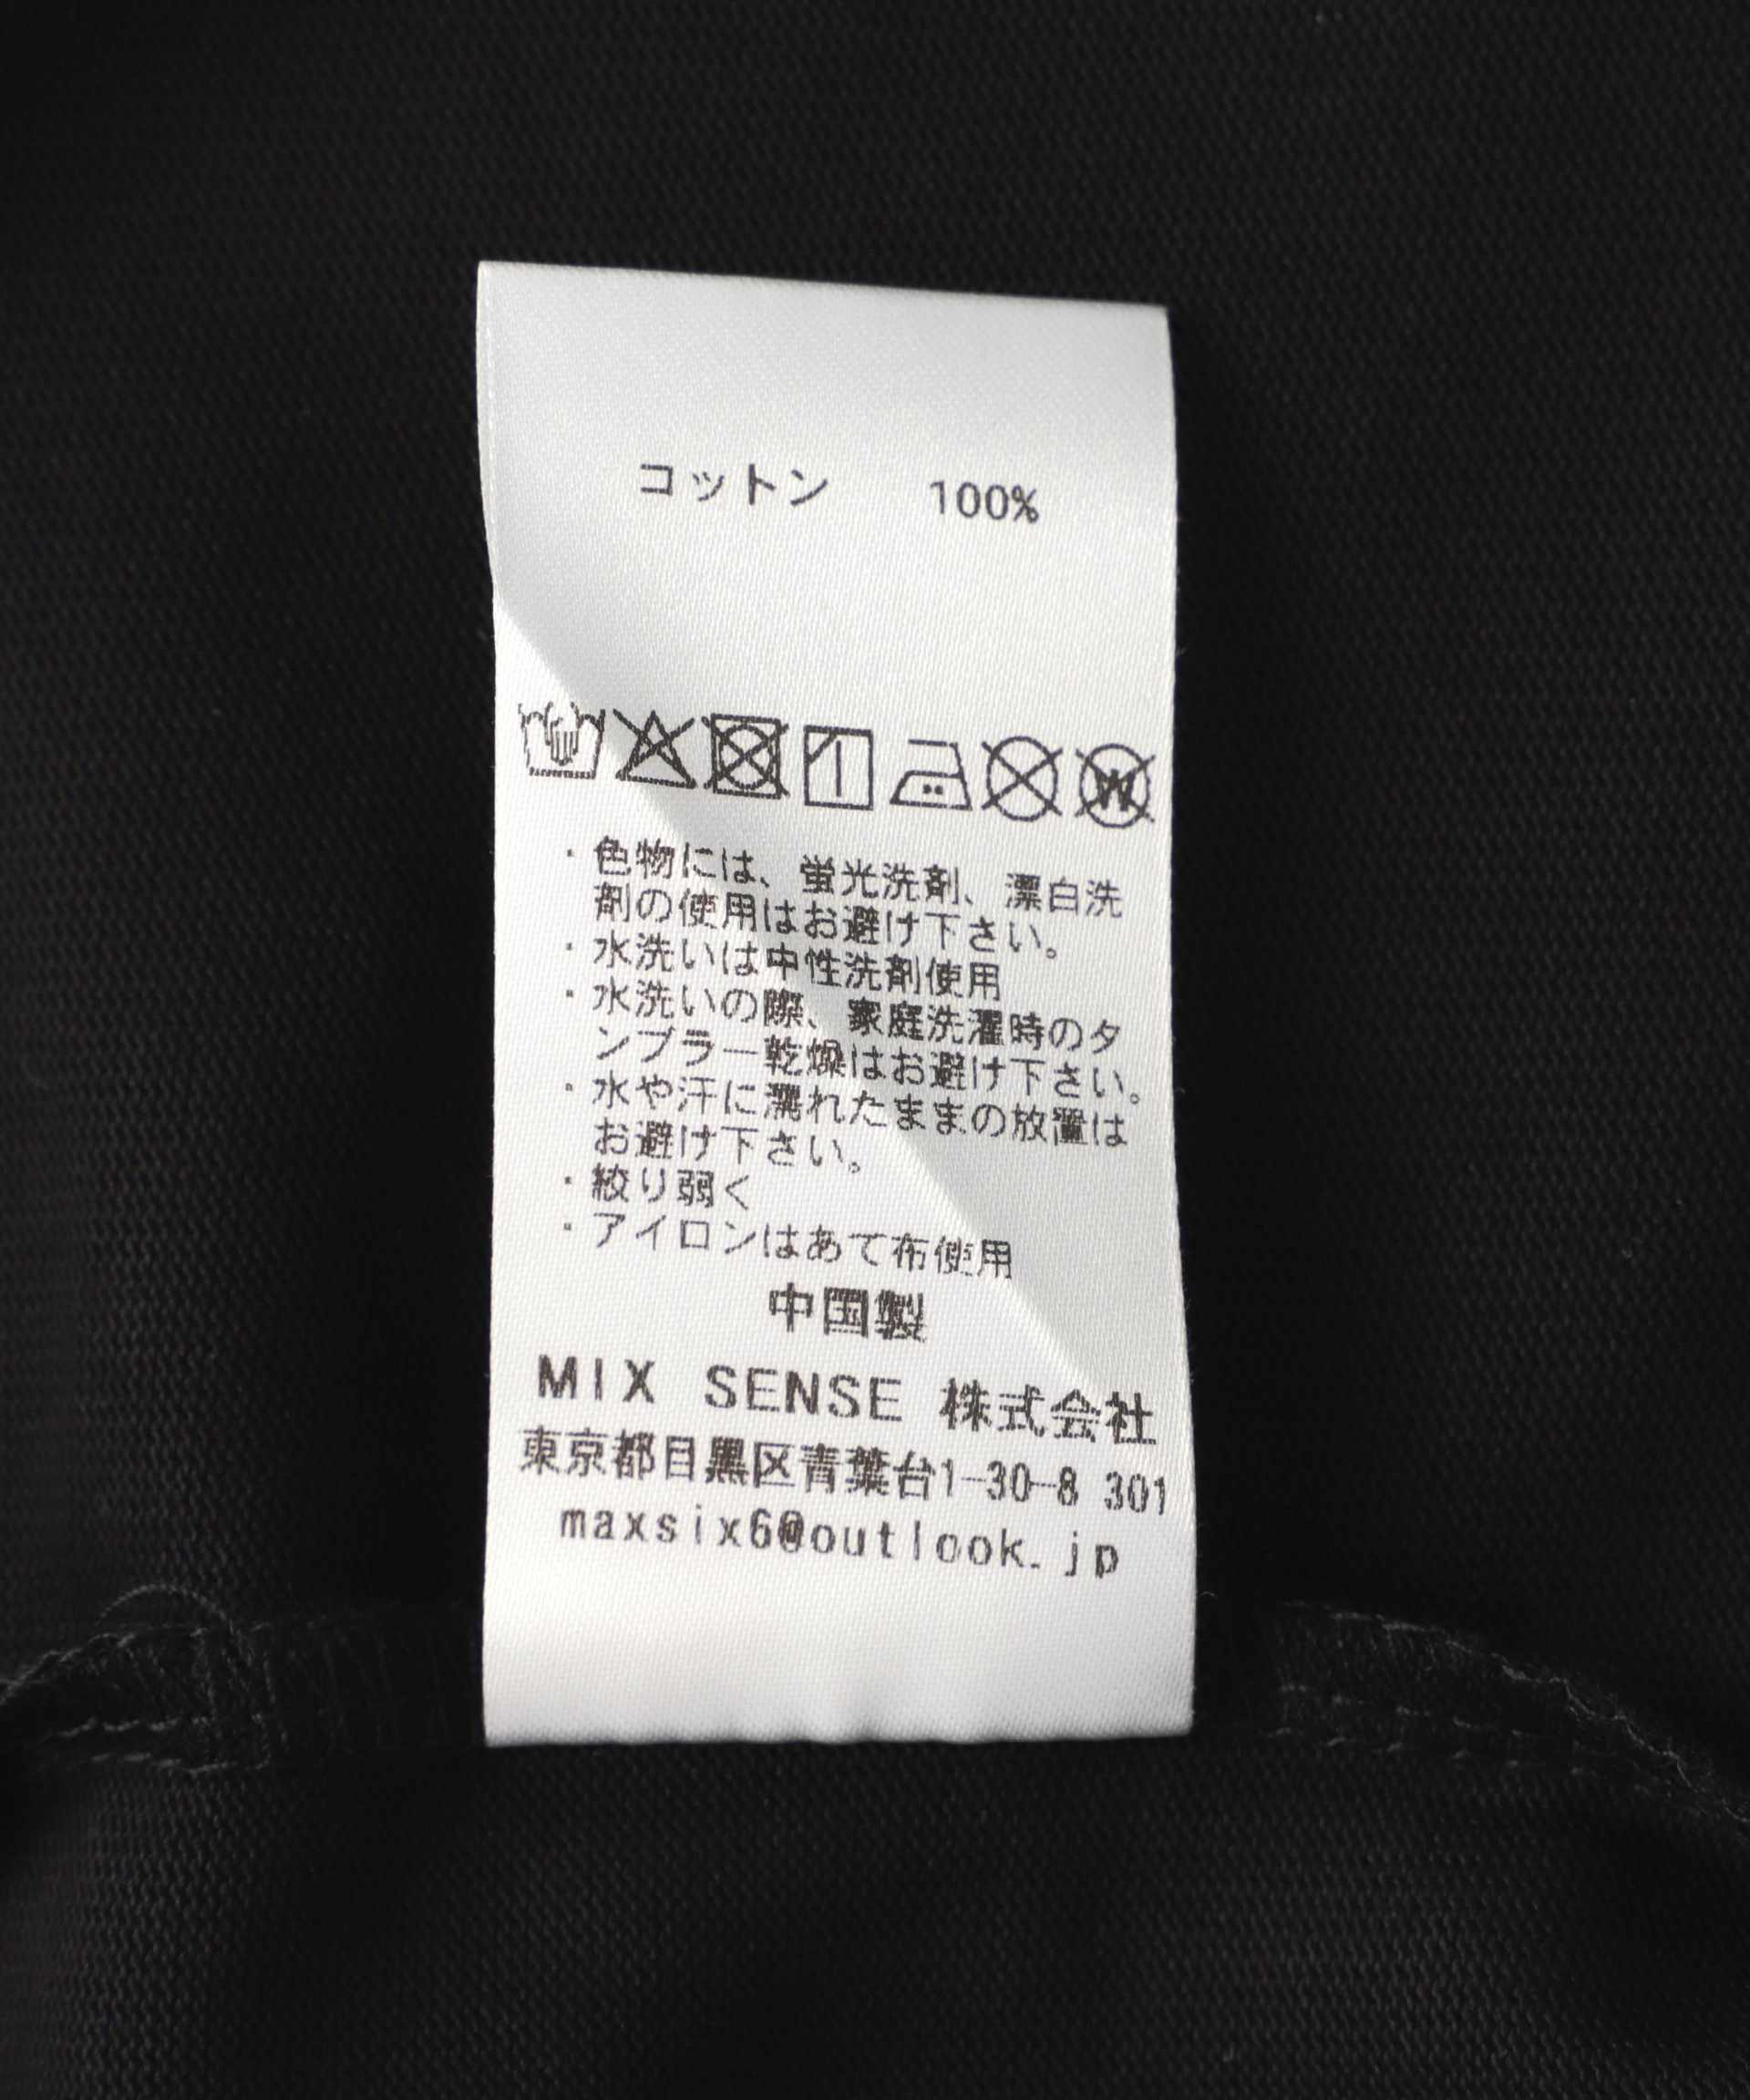 コットン 100%
・色物には、蛍光洗剤、漂白洗
剤の使用はお避け下さい。
・水洗いは中性洗剤使用
・水洗いの際、家庭洗濯時のタ
ンブラー乾燥はお避け下さい。
・水や汗に濡れたままの放置は
お避け下さい。
・絞り弱く
・アイロンはあて布使用
中国製
MIX SENSE 株式会社
東京都目黒区青葉台1-30-8 301
maxsix6@outlook.jp